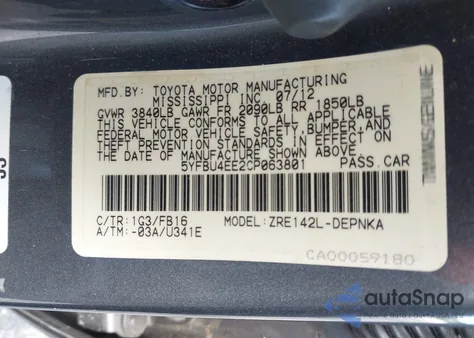 MFD.BY: TOYOTA MOTOR MANUFACTURING
MISSISSIPPI INC 07/12
GVWR 3840LB GAWR FR 2090LB RR 1850LB
THIS VEHICLE CONFORMS TO ALL APPLICABLE
FEDERAL MOTOR VEHICLE SAFETY, BUMPER, AND
THEFT PREVENTION STANDARDS IN EFFECT ON
THE DATE OF MANUFACTURE SHOWN ABOVE.
5YFBU4EE2CP063801 PASS.CAR
C/TR:1G3/FB16 MODEL:ZRE142L-DEPNKA
A/TM:-03A/U341E
CA00059180
autoSnap